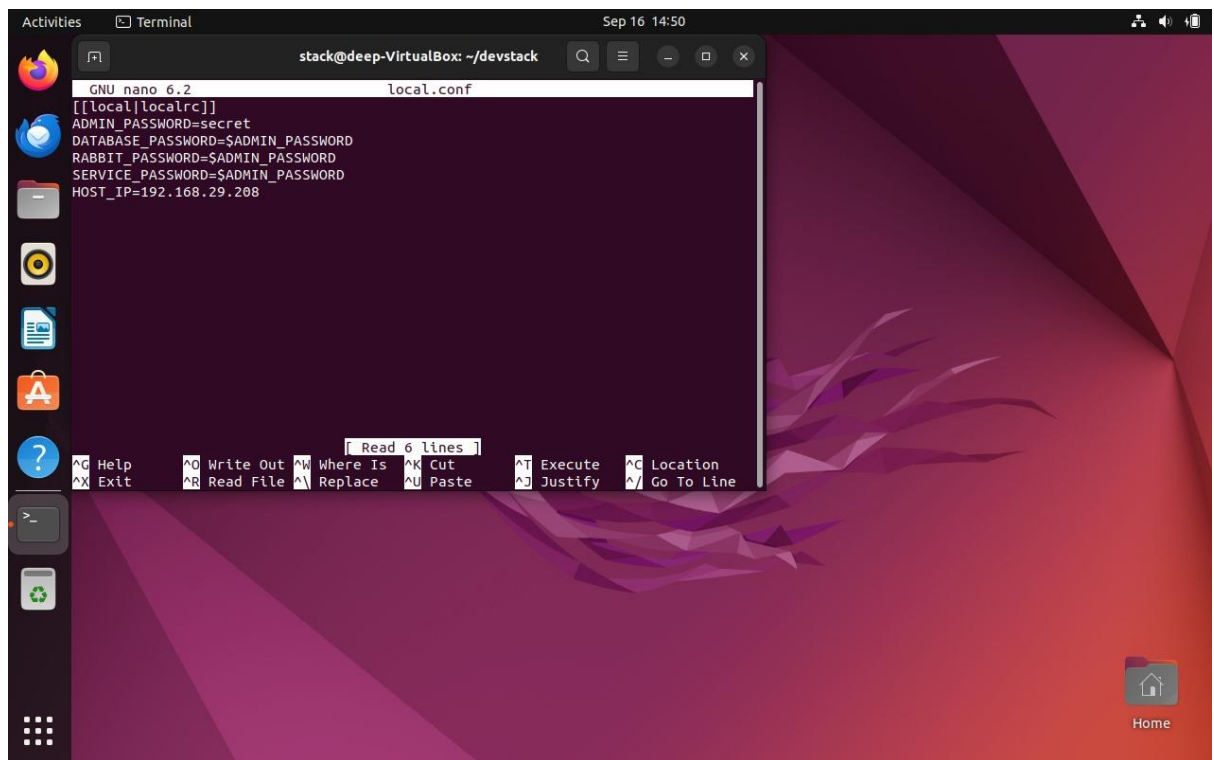 Activities Terminal Sep 16 14:50
stack@deep-VirtualBox: ~/devstack
GNU nano 6.2 local.conf
[[local|localrc]]
ADMIN_PASSWORD=secret
DATABASE_PASSWORD=$ADMIN_PASSWORD
RABBIT_PASSWORD=$ADMIN_PASSWORD
SERVICE_PASSWORD=$ADMIN_PASSWORD
HOST_IP=192.168.29.208
[ Read 6 lines ]
^G Help ^O Write Out ^W Where Is ^K Cut ^T Execute ^C Location
^X Exit ^R Read File ^\ Replace ^U Paste ^J Justify ^/ Go To Line
Home